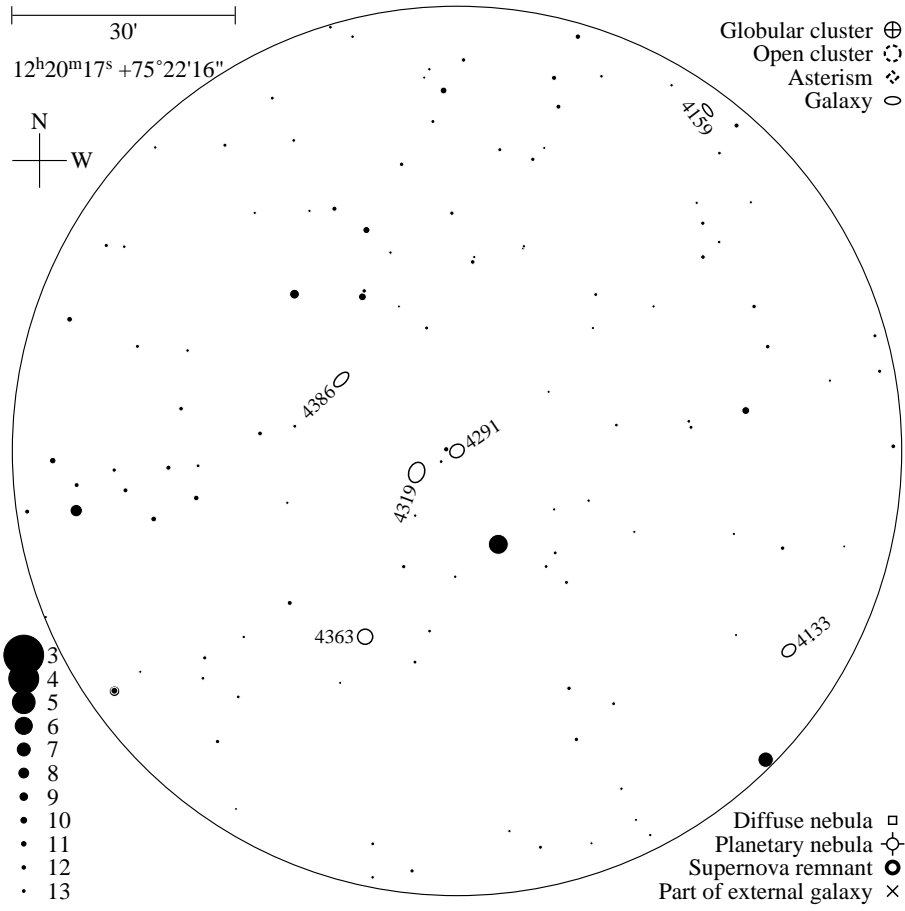 30'
12h20m17s +75°22'16"
N
W
Globular cluster
Open cluster
Asterism
Galaxy
4159
4386
4291
4319
4363
4133
3
4
5
6
7
8
9
10
11
12
13
Diffuse nebula
Planetary nebula
Supernova remnant
Part of external galaxy